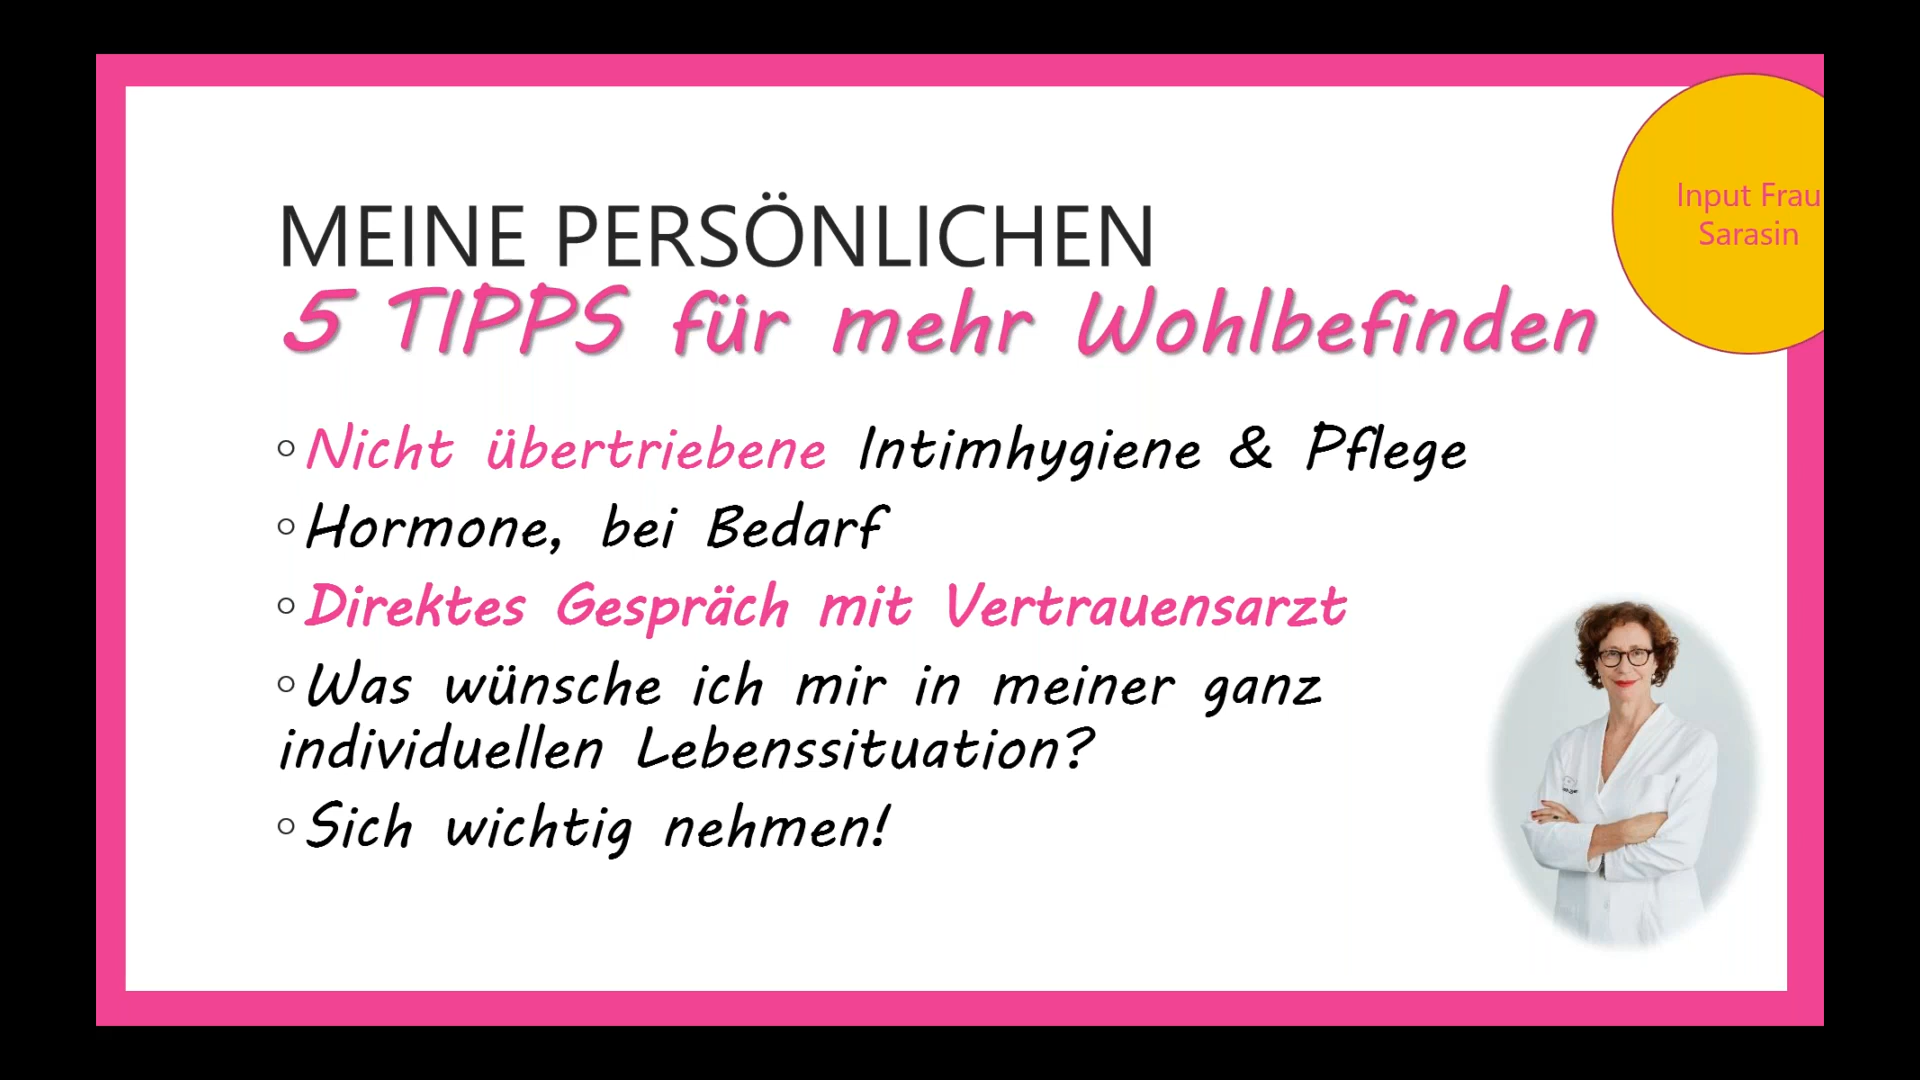 MEINE PERSÖNLICHEN
5 TIPPS für mehr Wohlbefinden
Input Frau
Sarasin
Nicht übertriebene Intimhygiene & Pflege
Hormone, bei Bedarf
Direktes Gespräch mit Vertrauensarzt
Was wünsche ich mir in meiner ganz
individuellen Lebenssituation?
Sich wichtig nehmen!